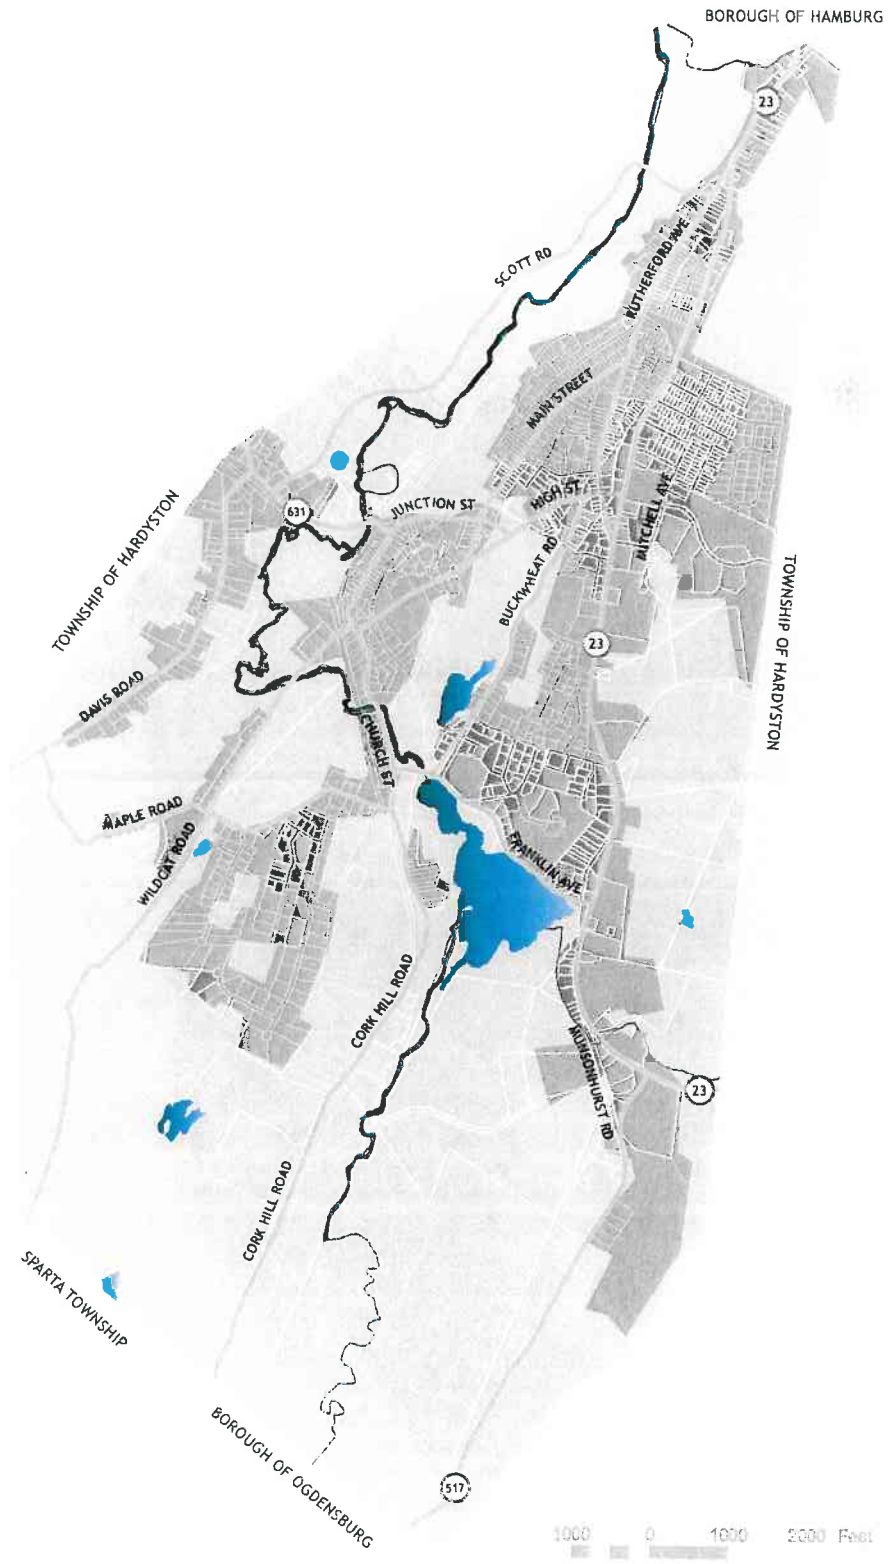 BOROUGH OF HAMBURG
23
SCOTT RD
RUTHERFORD AVE
MAIN STREET
TOWNSHIP OF HARDYSTON
631
JUNCTION ST
HIGH ST
MITCHELL AVE
BUCKWHEAT RD
TOWNSHIP OF HARDYSTON
23
DAVIS ROAD
CHURCH ST
MAPLE ROAD
WILDCAT ROAD
FRANKLIN AVE
CORK HILL ROAD
MUNSONHURST RD
23
CORK HILL ROAD
SPARTA TOWNSHIP
BOROUGH OF OGDENSBURG
517
1000 0 1000 2000 Feet